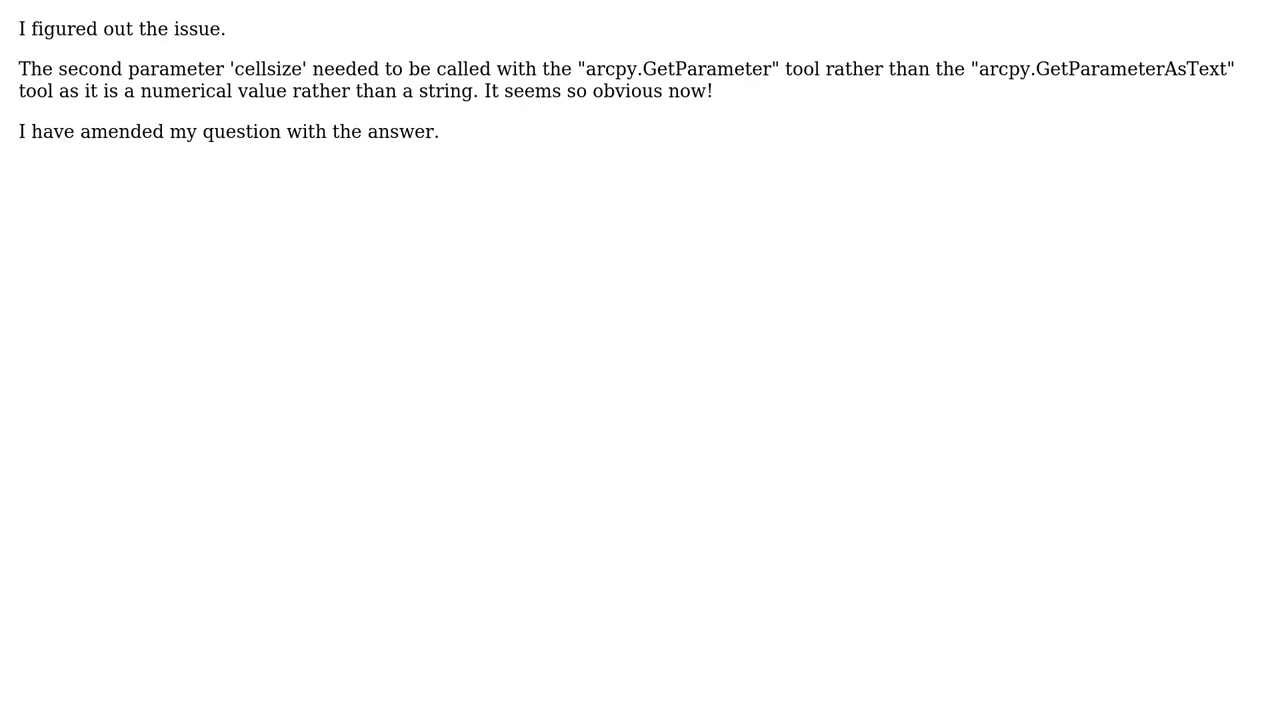 I figured out the issue.
The second parameter 'cellsize' needed to be called with the "arcpy.GetParameter" tool rather than the "arcpy.GetParameterAsText"
tool as it is a numerical value rather than a string. It seems so obvious now!
I have amended my question with the answer.